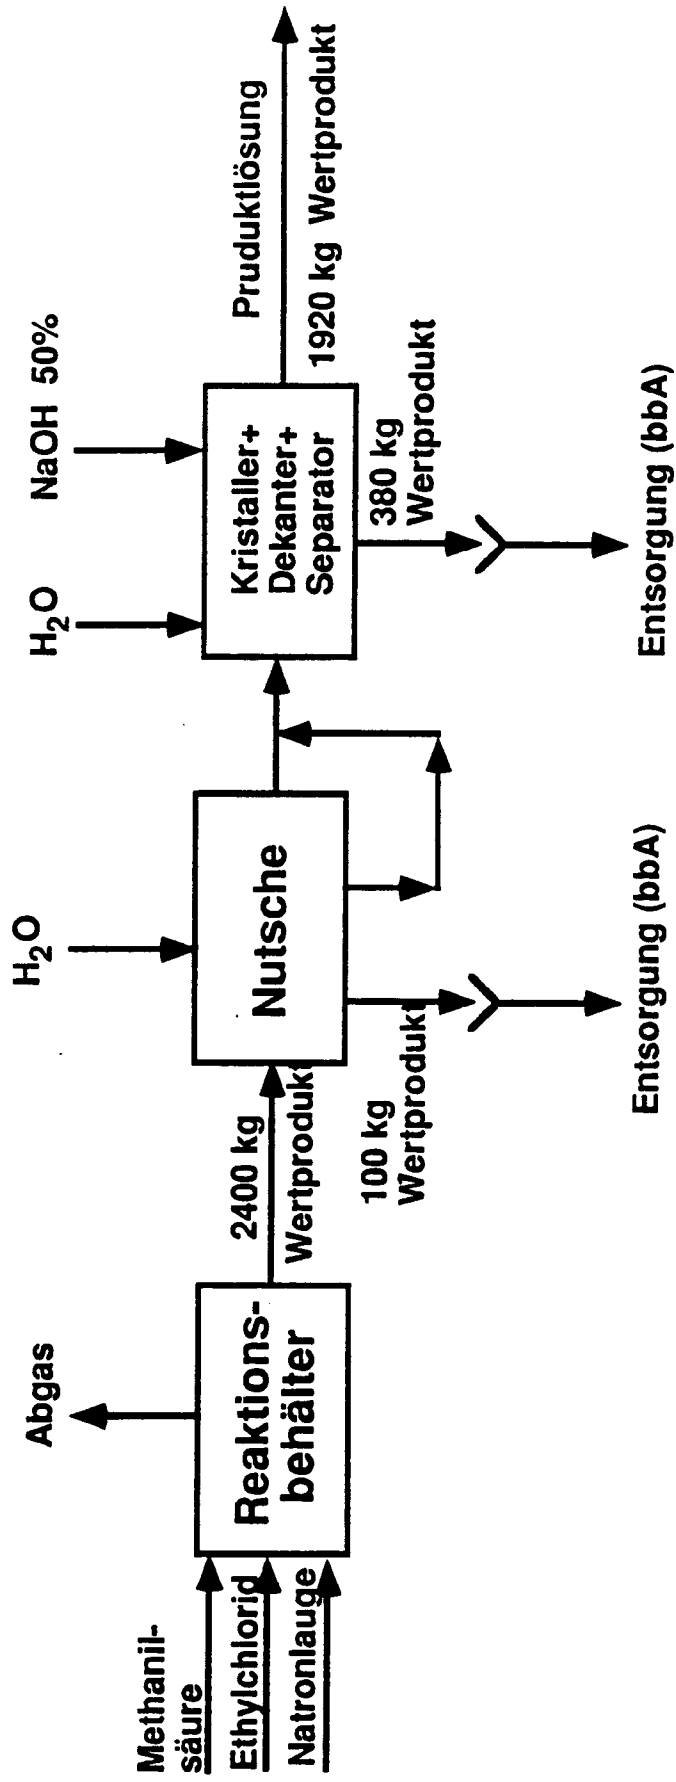 Methanil-
säure
Ethylchlorid
Natronlauge
Abgas
Reaktions-
behälter
2400 kg
Wertprodukt
H₂O
Nutsche
100 kg
Wertprodukt
Entsorgung (bbA)
H₂O
NaOH 50%
Kristaller+
Dekanter+
Separator
380 kg
Wertprodukt
Entsorgung (bbA)
Pruduktlösung
1920 kg Wertprodukt